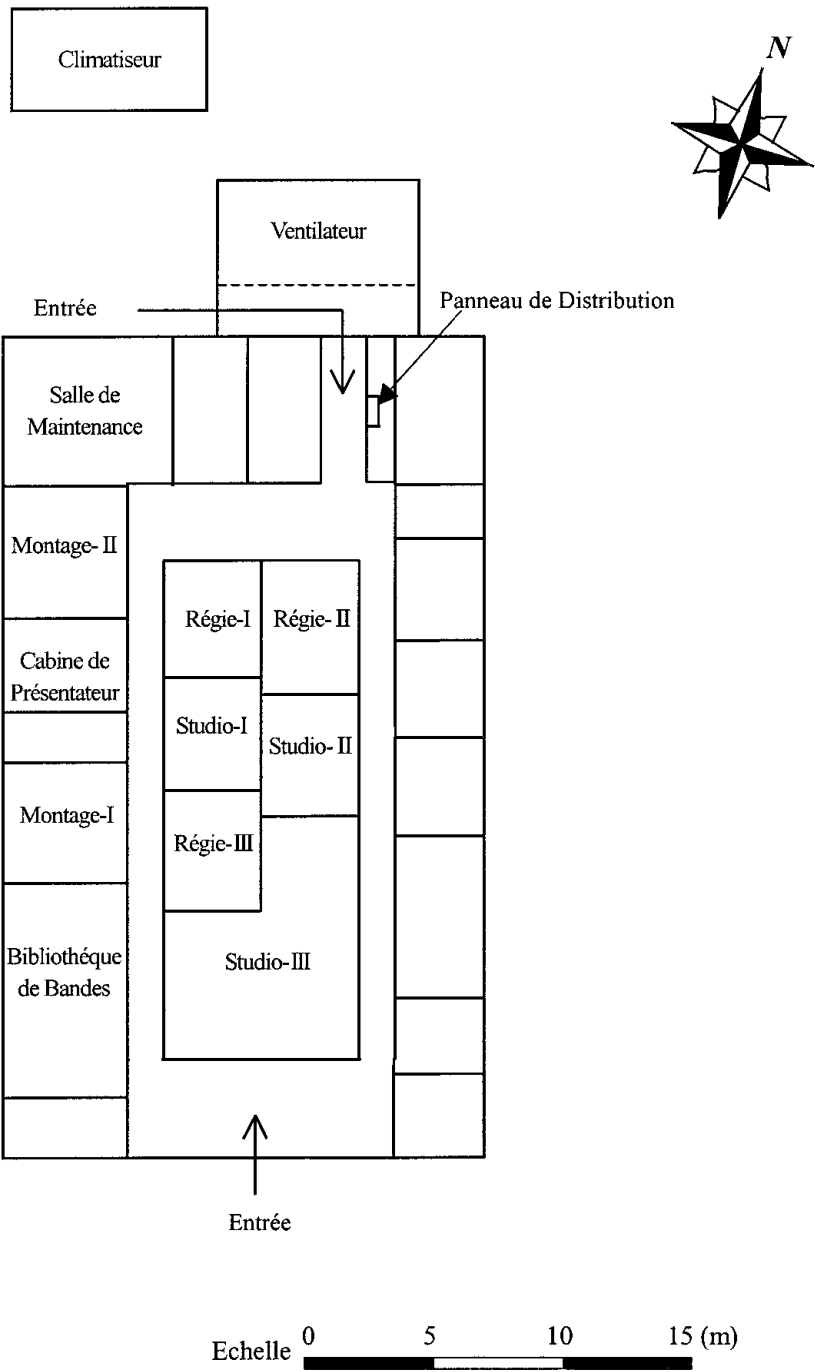 Climatiseur
N
Ventilateur
Entrée
Panneau de Distribution
Salle de
Maintenance
Montage-II
Régie-I
Régie-II
Cabine de
Présentateur
Studio-I
Studio-II
Montage-I
Régie-III
Bibliothéque
de Bandes
Studio-III
Entrée
Echelle 0 5 10 15 (m)